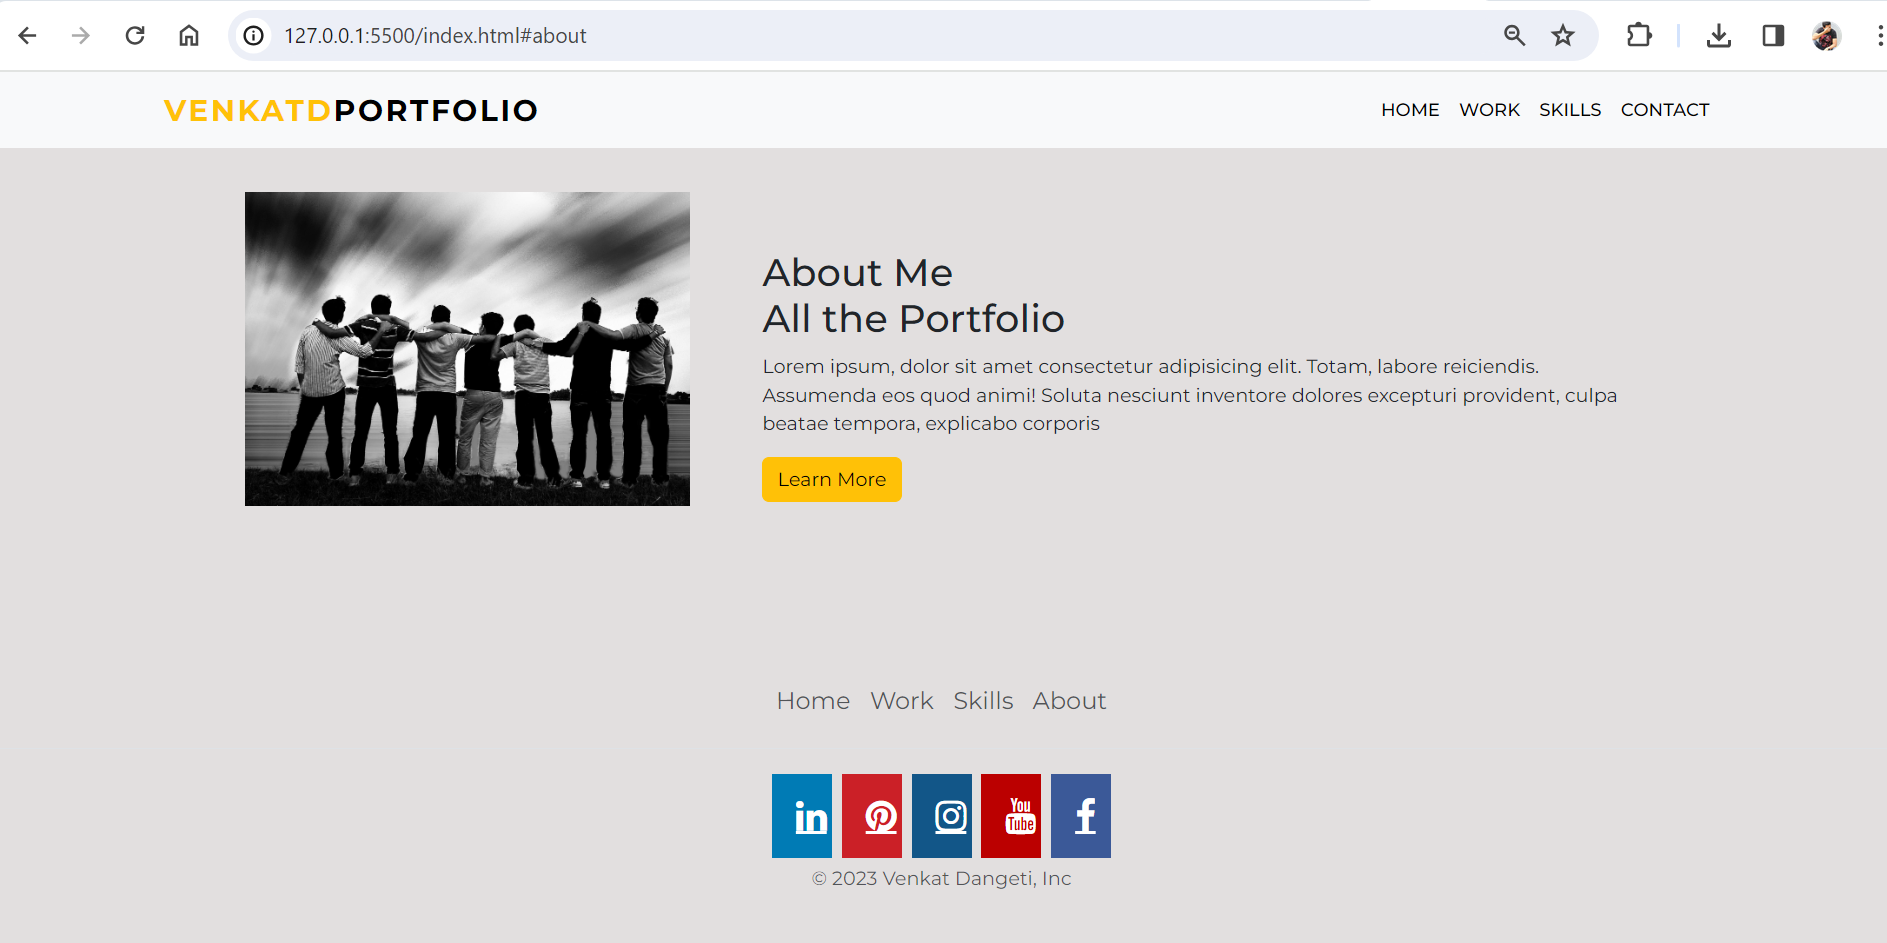 127.0.0.1:5500/index.html#about
VENKATDPORTFOLIO
HOME WORK SKILLS CONTACT
About Me
All the Portfolio
Lorem ipsum, dolor sit amet consectetur adipisicing elit. Totam, labore reiciendis.
Assumenda eos quod animi! Soluta nesciunt inventore dolores excepturi provident, culpa
beatae tempora, explicabo corporis
Learn More
Home Work Skills About
in
You
Tube
f
© 2023 Venkat Dangeti, Inc